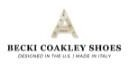 A
BECKI COAKLEY SHOES
DESIGNED IN THE U.S. | MADE IN ITALY